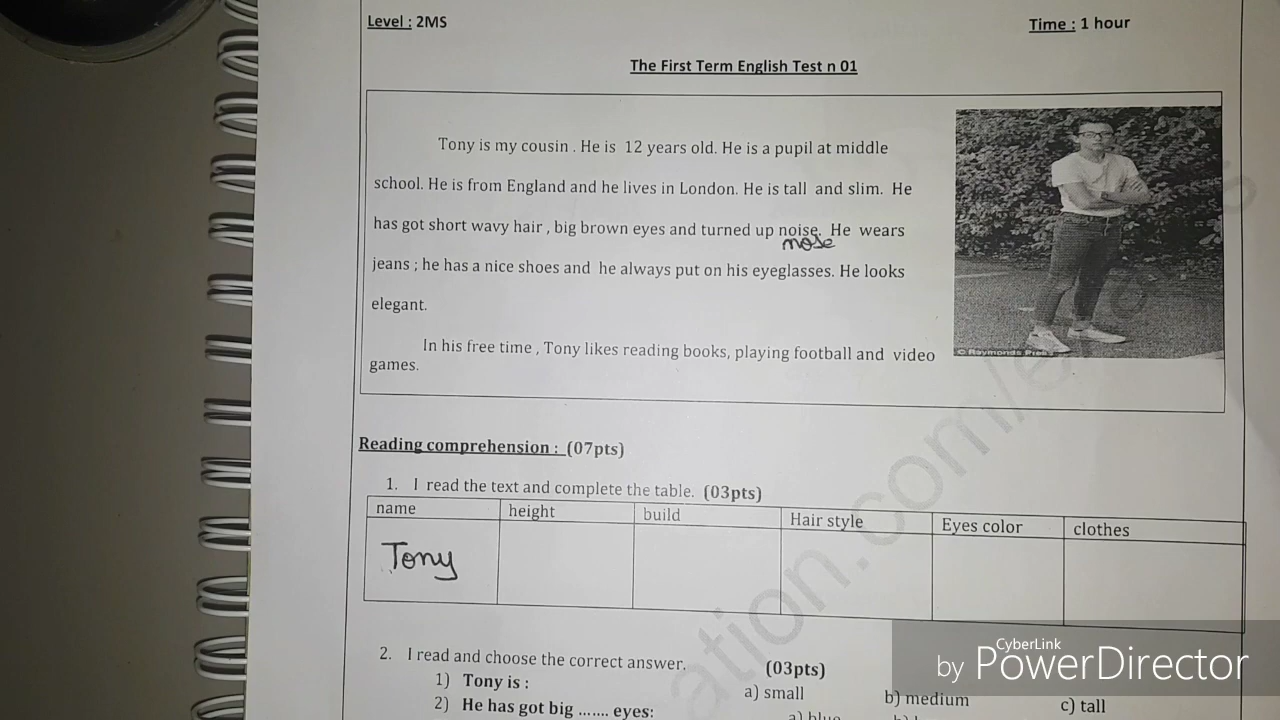 Level : 2MS
Time : 1 hour
The First Term English Test n 01
Tony is my cousin . He is 12 years old. He is a pupil at middle
school. He is from England and he lives in London. He is tall and slim. He
has got short wavy hair , big brown eyes and turned up noise. He wears
nose
jeans ; he has a nice shoes and he always put on his eyeglasses. He looks
elegant.
In his free time , Tony likes reading books, playing football and video
games.
© Raymonds Press
Reading comprehension : (07pts)
1. I read the text and complete the table. (03pts)
name height build Hair style Eyes color clothes
Tony
2. I read and choose the correct answer. (03pts)
1) Tony is : a) small b) medium c) tall
2) He has got big ....... eyes: a) blue
CyberLink
by PowerDirector